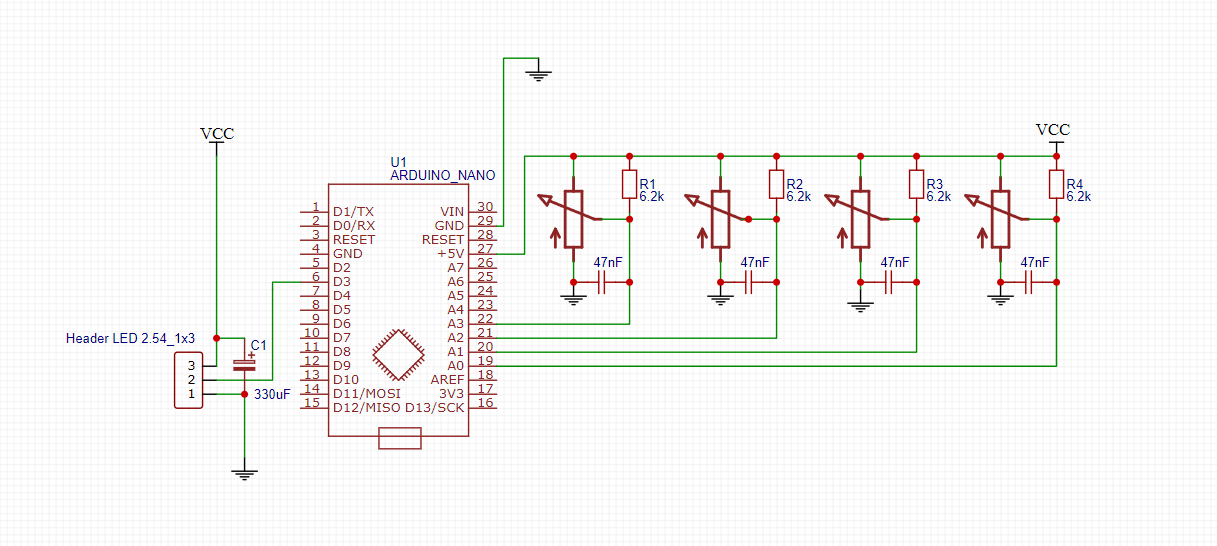 VCC
VCC
U1
ARDUINO_NANO
1 D1/TX VIN 30
2 D0/RX GND 29
3 RESET RESET 28
4 GND +5V 27
5 D2 A7 26
6 D3 A6 25
7 D4 A5 24
8 D5 A4 23
9 D6 A3 22
10 D7 A2 21
11 D8 A1 20
12 D9 A0 19
13 D10 AREF 18
14 D11/MOSI 3V3 17
15 D12/MISO D13/SCK 16
R1
6.2k
R2
6.2k
R3
6.2k
R4
6.2k
47nF
47nF
47nF
47nF
Header LED 2.54_1x3
3
2
1
C1
+
330uF